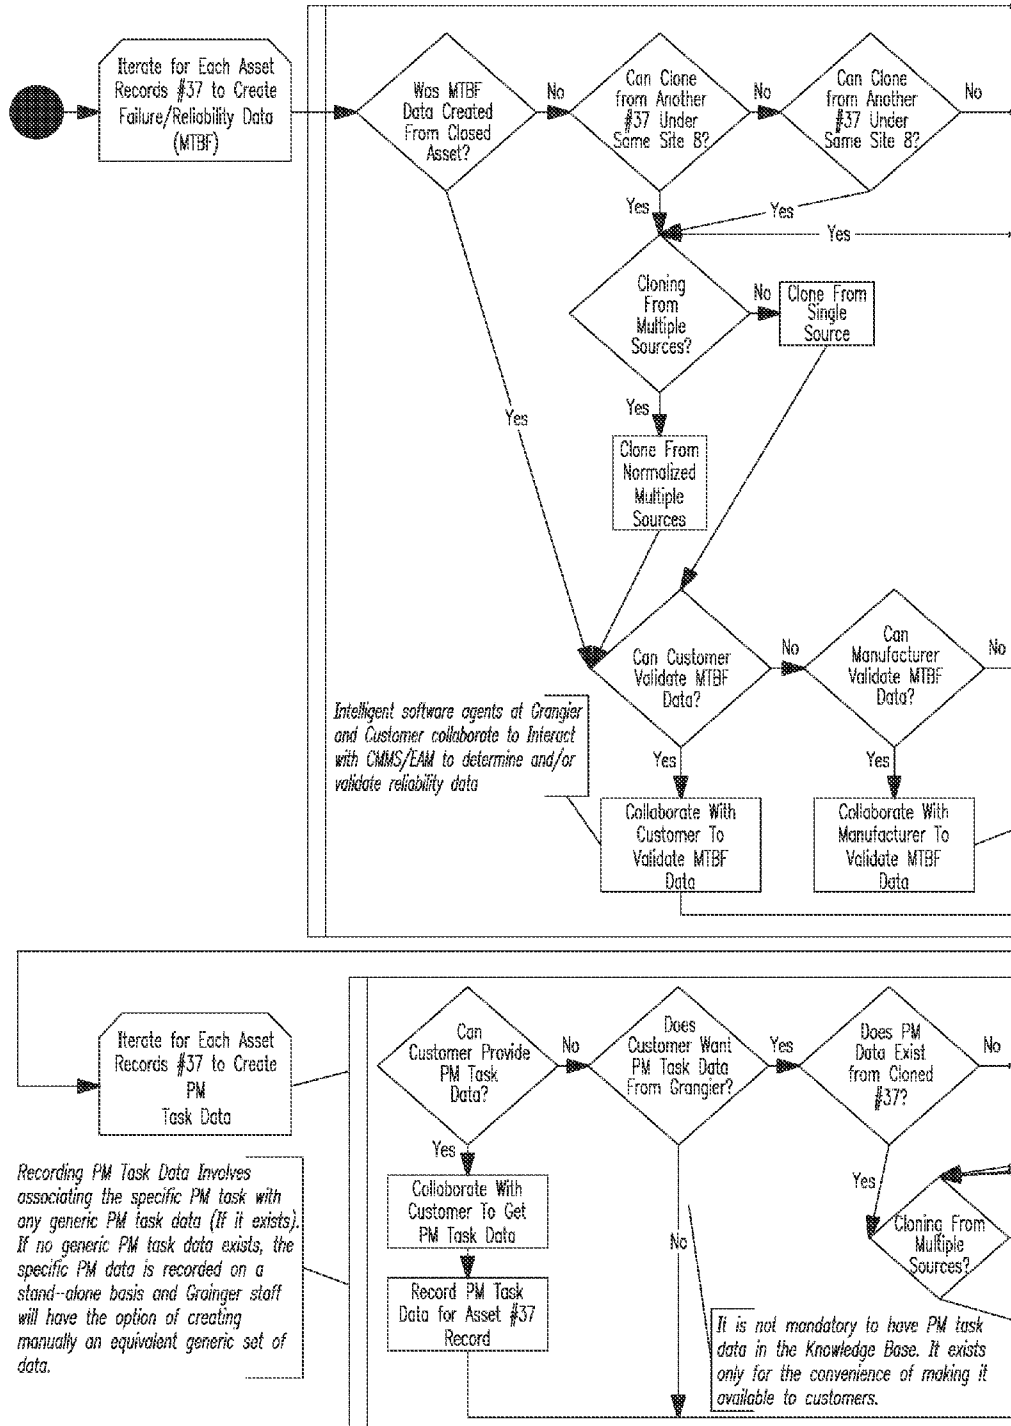 Iterate for Each Asset
Records #37 to Create
Failure/Reliability Data
(MTBF)
Was MTBF
Data Created
From Closed
Asset?
No
Can Clone
from Another
#37 Under
Same Site 8?
No
Can Clone
from Another
#37 Under
Same Site 8?
No
Yes
Yes
Yes
Cloning
From
Multiple
Sources?
No
Clone From
Single
Source
Yes
Yes
Clone From
Normalized
Multiple
Sources
Can Customer
Validate MTBF
Data?
No
Can
Manufacturer
Validate MTBF
Data?
No
Intelligent software agents at Grangier
and Customer collaborate to Interact
with CMMS/EAM to determine and/or
validate reliability data
Yes
Yes
Collaborate With
Customer To
Validate MTBF
Data
Collaborate With
Manufacturer To
Validate MTBF
Data
Iterate for Each Asset
Records #37 to Create
PM
Task Data
Can
Customer Provide
PM Task
Data?
No
Does
Customer Want
PM Task Data
From Grangier?
Yes
Does PM
Data Exist
from Cloned
#37?
No
Yes
Yes
Recording PM Task Data Involves
associating the specific PM task with
any generic PM task data (If it exists).
If no generic PM task data exists, the
specific PM data is recorded on a
stand-alone basis and Grainger staff
will have the option of creating
manually an equivalent generic set of
data.
Collaborate With
Customer To Get
PM Task Data
No
Cloning From
Multiple
Sources?
Record PM Task
Data for Asset #37
Record
It is not mandatory to have PM task
data in the Knowledge Base. It exists
only for the convenience of making it
available to customers.